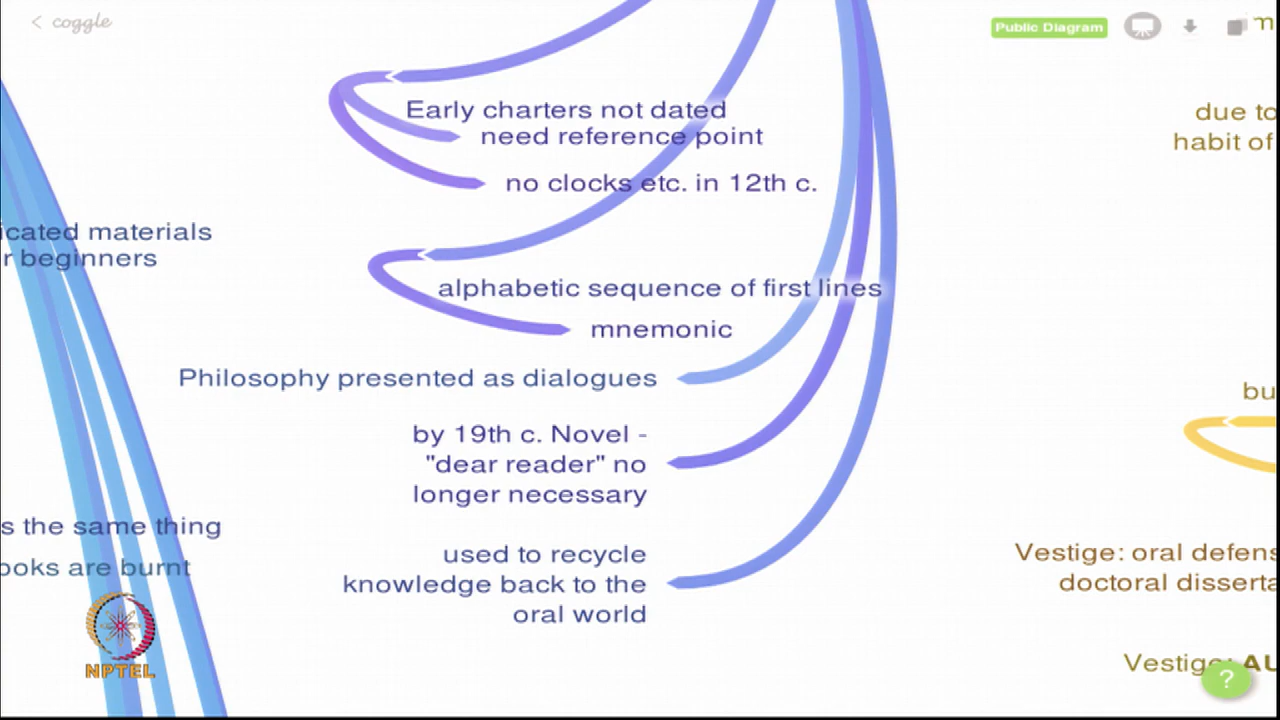 coggle
Public Diagram
Early charters not dated
need reference point
no clocks etc. in 12th c.
due to
habit of
icated materials
r beginners
alphabetic sequence of first lines
mnemonic
Philosophy presented as dialogues
by 19th c. Novel -
"dear reader" no
longer necessary
bu
s the same thing
ooks are burnt
used to recycle
knowledge back to the
oral world
Vestige: oral defens
doctoral disserta
Vestige: AU
NPTEL
?